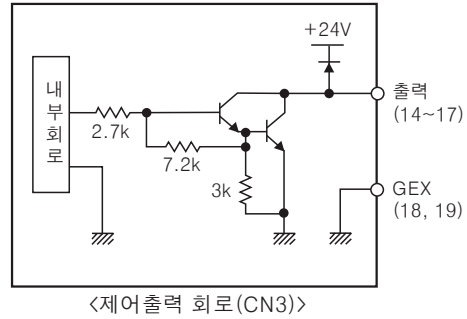 +24V
내
부
회
로
2.7k
7.2k
3k
출력
(14~17)
GEX
(18, 19)
<제어출력 회로(CN3)>